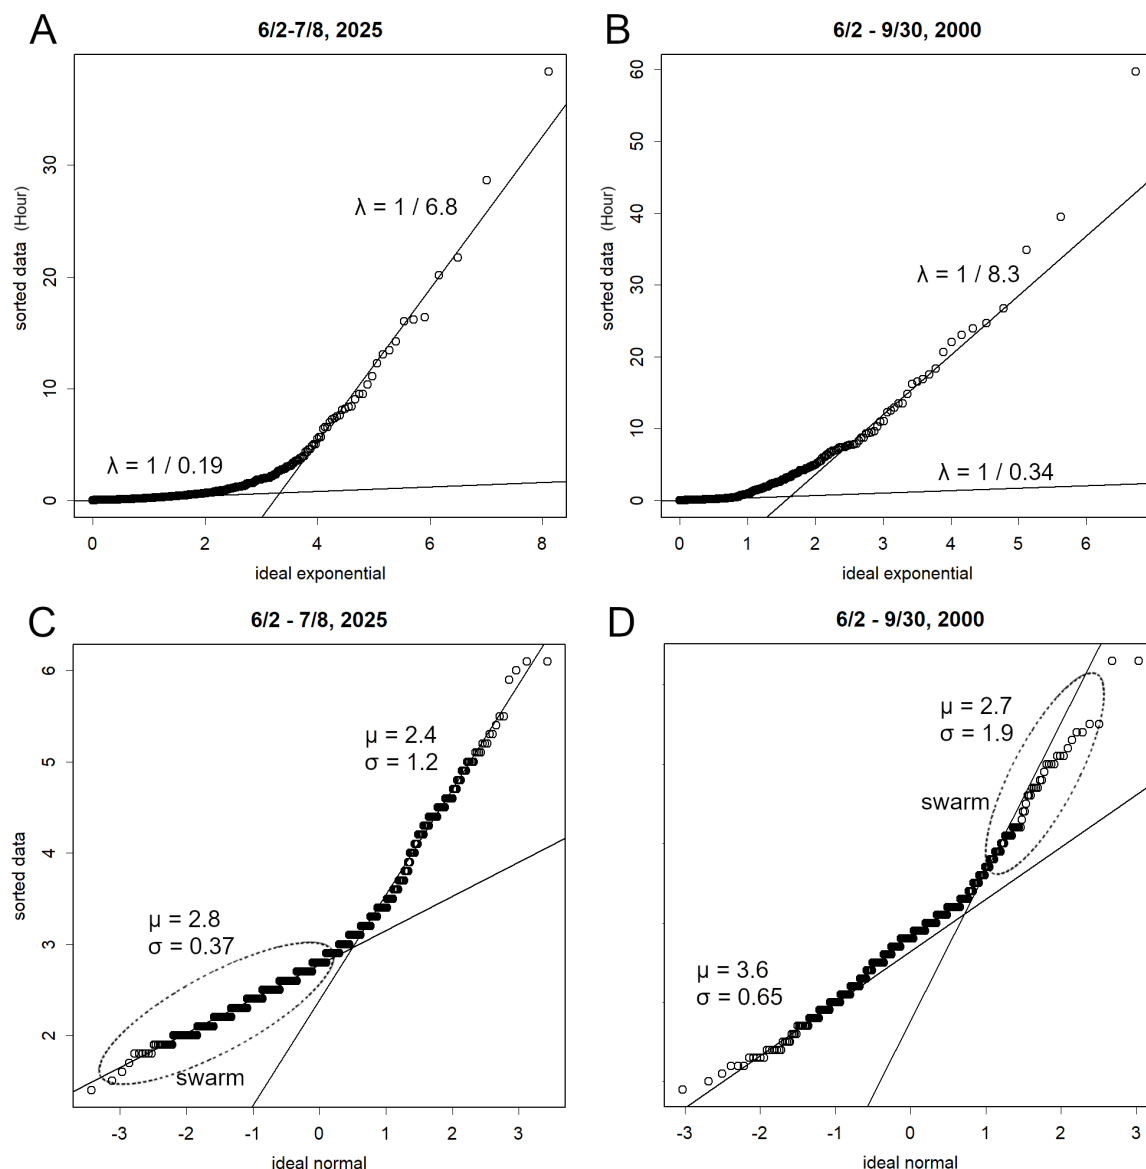 A
6/2-7/8, 2025
sorted data (Hour)
30
20
10
0
λ = 1 / 6.8
λ = 1 / 0.19
0 2 4 6 8
ideal exponential
B
6/2 - 9/30, 2000
sorted data (Hour)
60
50
40
30
20
10
0
λ = 1 / 8.3
λ = 1 / 0.34
0 1 2 3 4 5 6
ideal exponential
C
6/2 - 7/8, 2025
sorted data
6
5
4
3
2
μ = 2.4
σ = 1.2
μ = 2.8
σ = 0.37
swarm
-3 -2 -1 0 1 2 3
ideal normal
D
6/2 - 9/30, 2000
μ = 2.7
σ = 1.9
swarm
μ = 3.6
σ = 0.65
-3 -2 -1 0 1 2 3
ideal normal